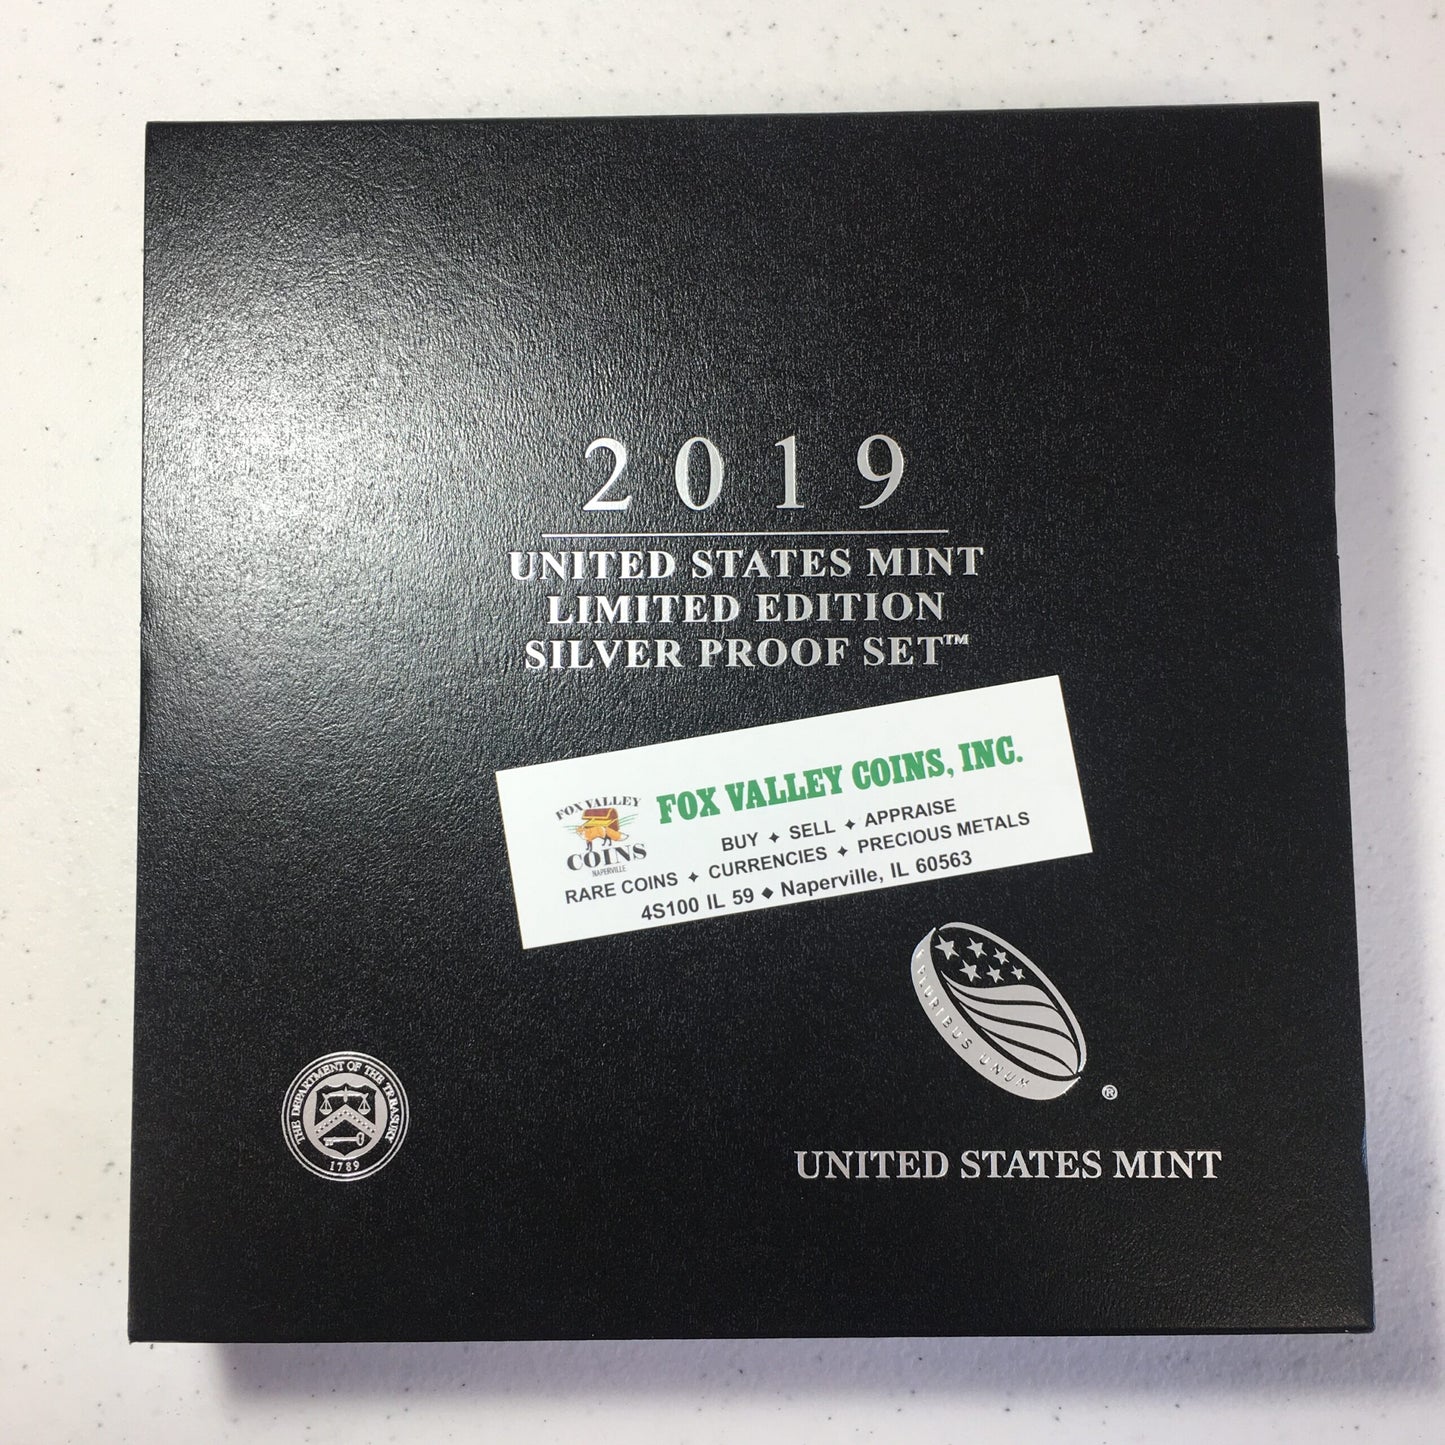 2019
UNITED STATES MINT
LIMITED EDITION
SILVER PROOF SET™
FOX VALLEY COINS, INC.
FOX VALLEY
COINS
NAPERVILLE
BUY ✦ SELL ✦ APPRAISE
RARE COINS ✦ CURRENCIES ✦ PRECIOUS METALS
4S100 IL 59 ◆ Naperville, IL 60563
PLURIBUS UNUM
®
THE DEPARTMENT OF THE TREASURY
1789
UNITED STATES MINT